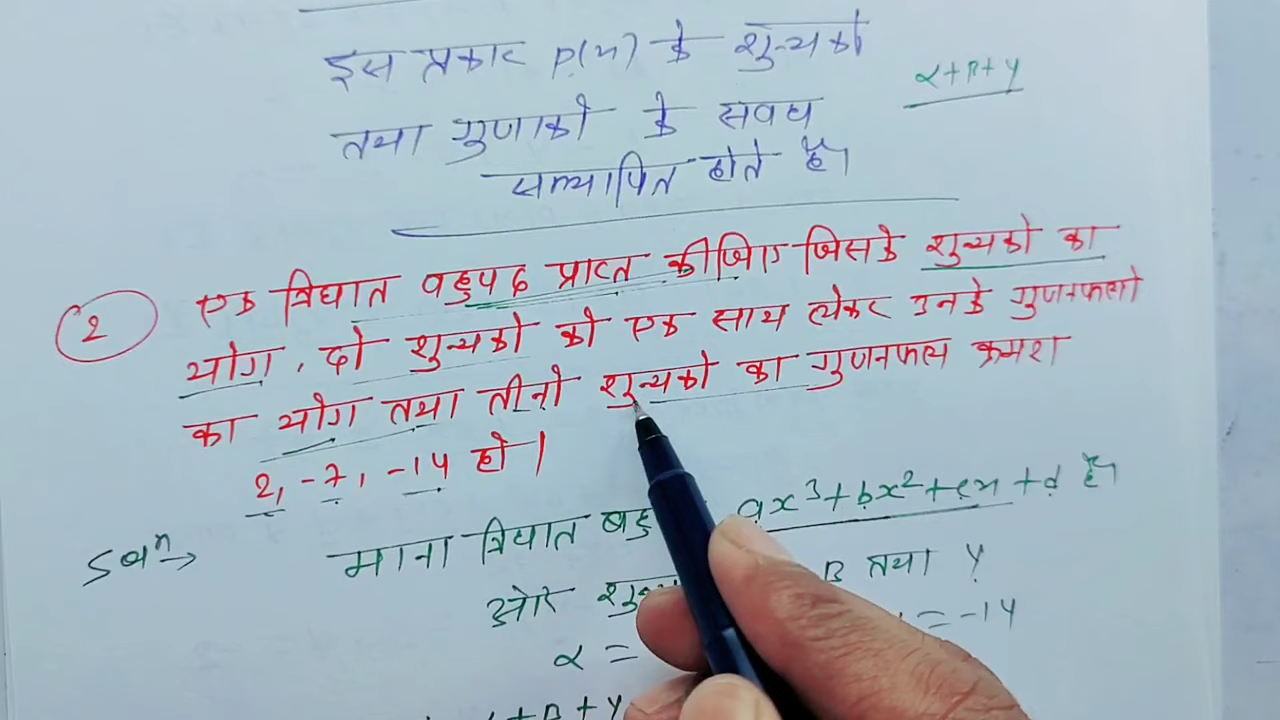 इस प्रकार p(x) के शुन्यको
α+β+γ
तथा गुणाको के सवध
सत्यापित होते है।
2 एक त्रिघात बहुपद प्राप्त कीजिए जिसके शुन्यको का
योग, दो शुन्यको को एक साथ लेकर उनके गुणनफलो
का योग तथा तीनो शून्यको का गुणनफल क्रमश
2, -7, -14 हो।
Solⁿ→ माना त्रिघात बहु ax³+bx²+cx+d है।
और β तथा γ
α = = -14
+β+γ